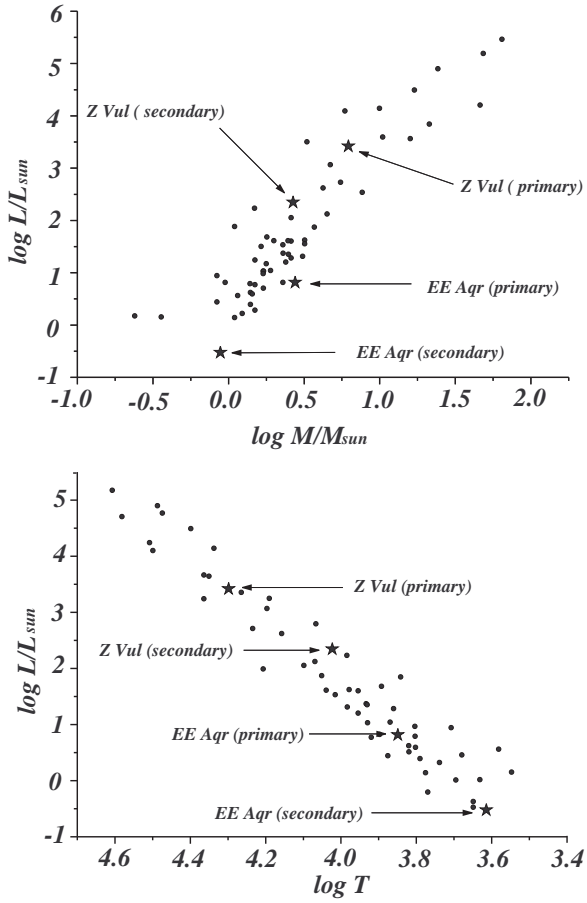 6
5
4
3
2
1
0
-1
log L/Lsun
Z Vul ( secondary)
Z Vul ( primary)
EE Aqr (primary)
EE Aqr (secondary)
-1.0 -0.5 0.0 0.5 1.0 1.5 2.0
log M/Msun
5
4
3
2
1
0
-1
log L/Lsun
Z Vul (primary)
Z Vul (secondary)
EE Aqr (primary)
EE Aqr (secondary)
4.6 4.4 4.2 4.0 3.8 3.6 3.4
log T